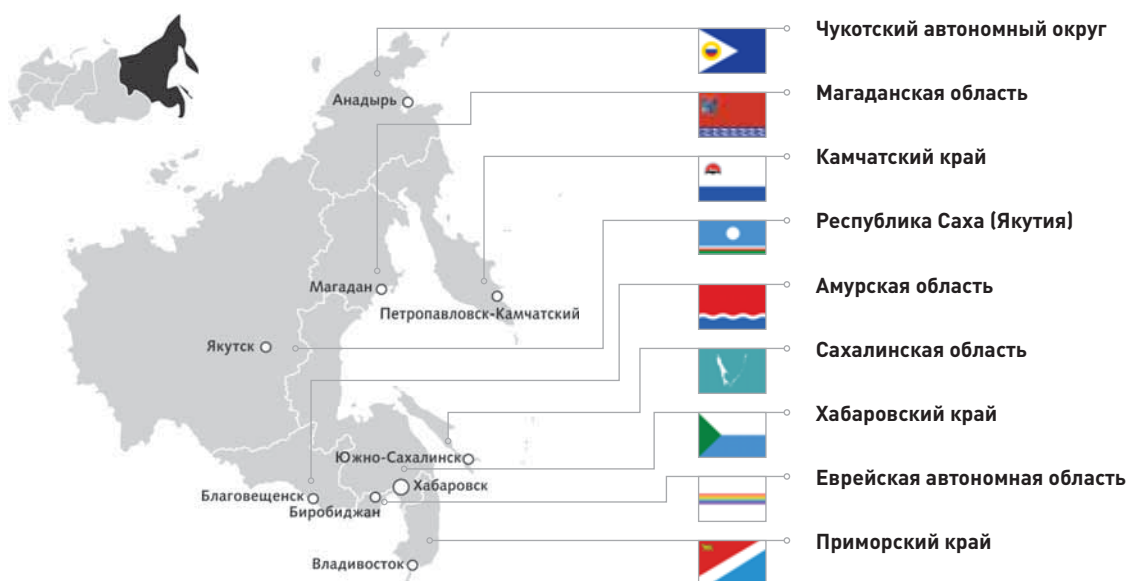 Чукотский автономный округ
Анадырь
Магаданская область
Камчатский край
Республика Саха (Якутия)
Магадан
Амурская область
Петропавловск-Камчатский
Якутск
Сахалинская область
Хабаровский край
Южно-Сахалинск
Еврейская автономная область
Хабаровск
Благовещенск
Биробиджан
Приморский край
Владивосток